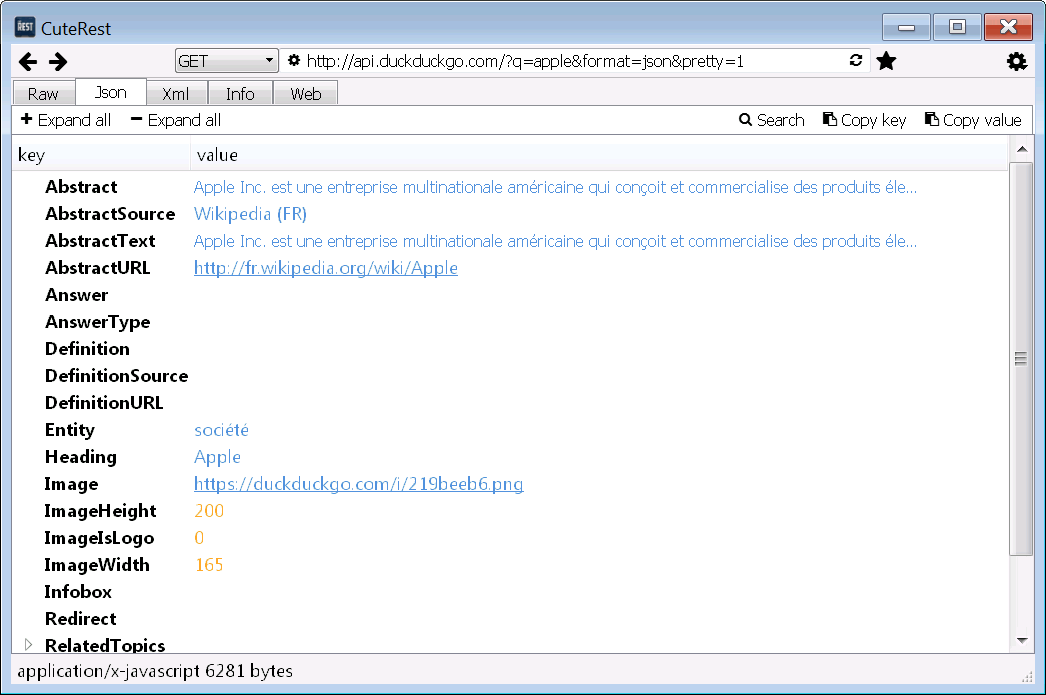 REST CuteRest
GET http://api.duckduckgo.com/?q=apple&format=json&pretty=1
Raw Json Xml Info Web
+ Expand all − Expand all Search Copy key Copy value
key value
Abstract Apple Inc. est une entreprise multinationale américaine qui conçoit et commercialise des produits éle...
AbstractSource Wikipedia (FR)
AbstractText Apple Inc. est une entreprise multinationale américaine qui conçoit et commercialise des produits éle...
AbstractURL http://fr.wikipedia.org/wiki/Apple
Answer
AnswerType
Definition
DefinitionSource
DefinitionURL
Entity société
Heading Apple
Image https://duckduckgo.com/i/219beeb6.png
ImageHeight 200
ImageIsLogo 0
ImageWidth 165
Infobox
Redirect
RelatedTopics
application/x-javascript 6281 bytes